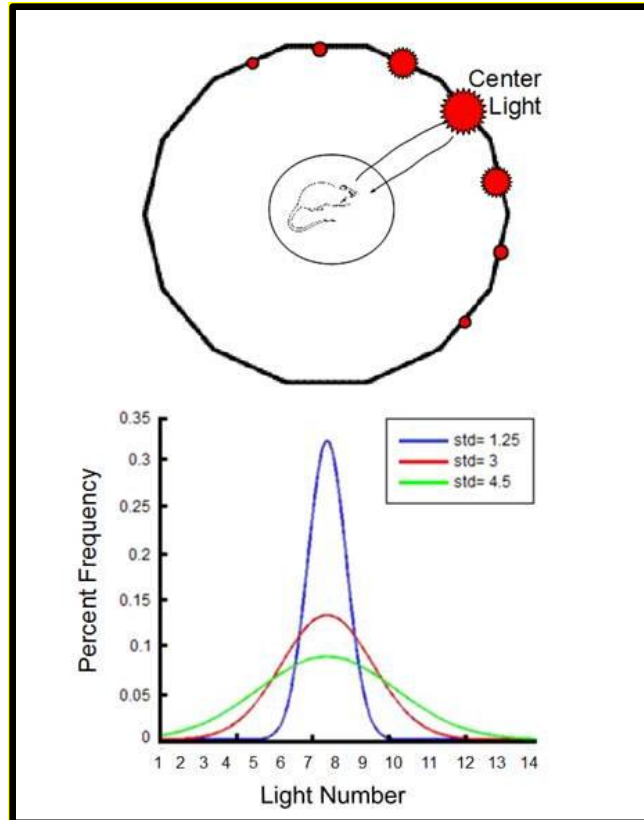 Center
Light
0.35
0.3
0.25
0.2
0.15
0.1
0.05
0
Percent Frequency
std= 1.25
std= 3
std= 4.5
1 2 3 4 5 6 7 8 9 10 11 12 13 14
Light Number